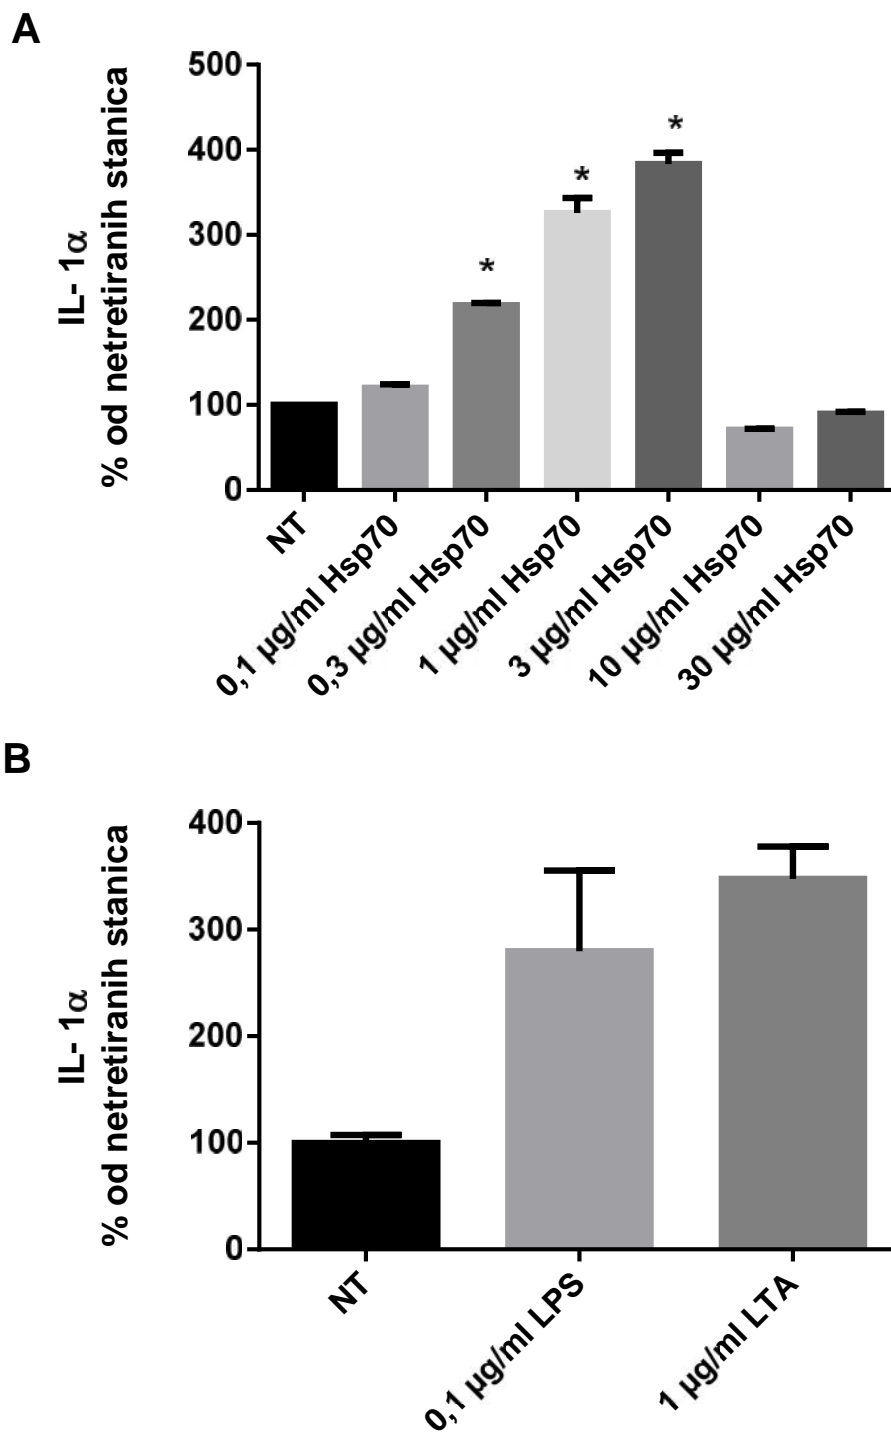 A
IL- 1α
% od netretiranih stanica
500
400
300
200
100
0
*
*
*
NT
0,1 µg/ml Hsp70
0,3 µg/ml Hsp70
1 µg/ml Hsp70
3 µg/ml Hsp70
10 µg/ml Hsp70
30 µg/ml Hsp70
B
IL- 1α
% od netretiranih stanica
400
300
200
100
0
NT
0,1 µg/ml LPS
1 µg/ml LTA